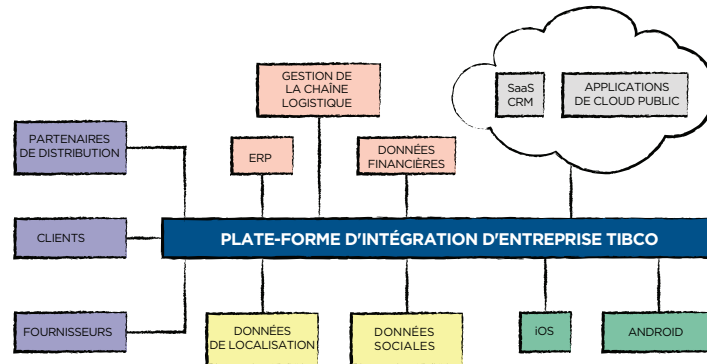 GESTION DE
LA CHAÎNE
LOGISTIQUE
SaaS
CRM
APPLICATIONS
DE CLOUD PUBLIC
PARTENAIRES
DE DISTRIBUTION
ERP
DONNÉES
FINANCIÈRES
CLIENTS
PLATE-FORME D'INTÉGRATION D'ENTREPRISE TIBCO
FOURNISSEURS
DONNÉES
DE LOCALISATION
DONNÉES
SOCIALES
iOS
ANDROID